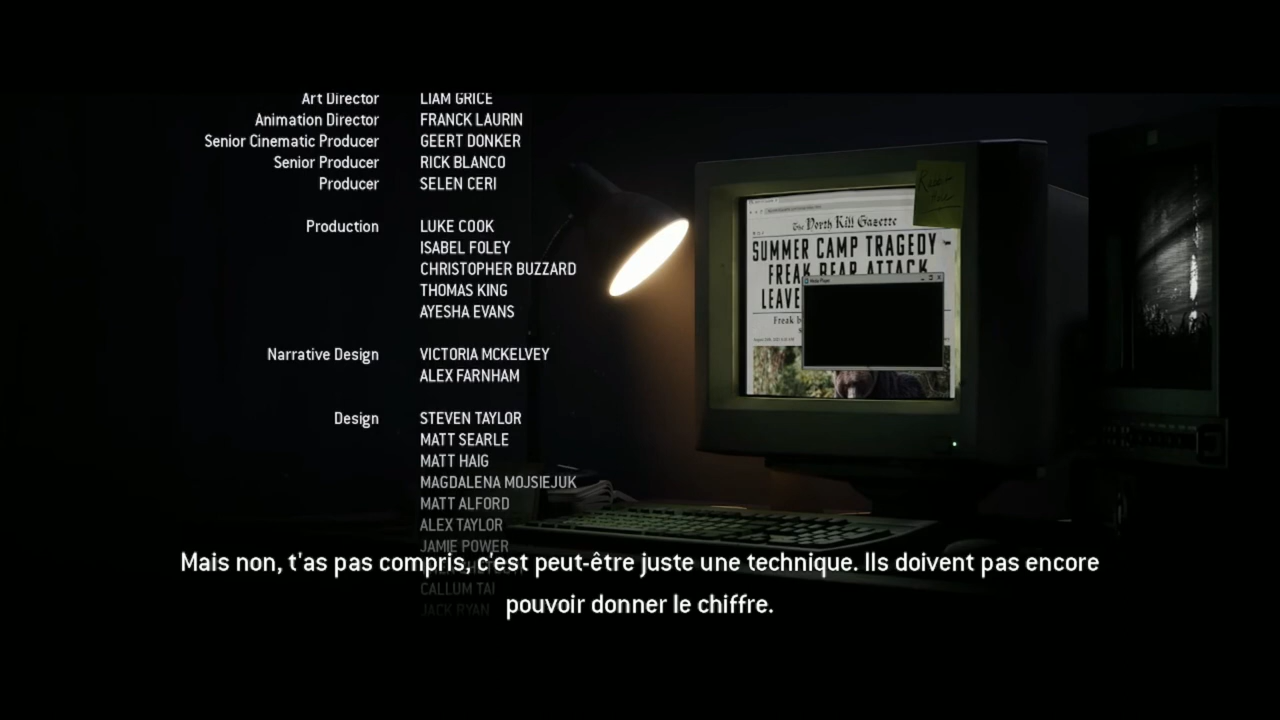 Art Director LIAM GRICE
Animation Director FRANCK LAURIN
Senior Cinematic Producer GEERT DONKER
Senior Producer RICK BLANCO
Producer SELEN CERI
Production LUKE COOK
ISABEL FOLEY
CHRISTOPHER BUZZARD
THOMAS KING
AYESHA EVANS
Narrative Design VICTORIA MCKELVEY
ALEX FARNHAM
Design STEVEN TAYLOR
MATT SEARLE
MATT HAIG
MAGDALENA MOJSIEJUK
MATT ALFORD
ALEX TAYLOR
JAMIE POWER
CALLUM TAI
JACK RYAN
The North Kill Gazette
SUMMER CAMP TRAGEDY
FREAK BEAR ATTACK
LEAVE
Freak b
Media Player
Mais non, t'as pas compris, c'est peut-être juste une technique. Ils doivent pas encore
pouvoir donner le chiffre.